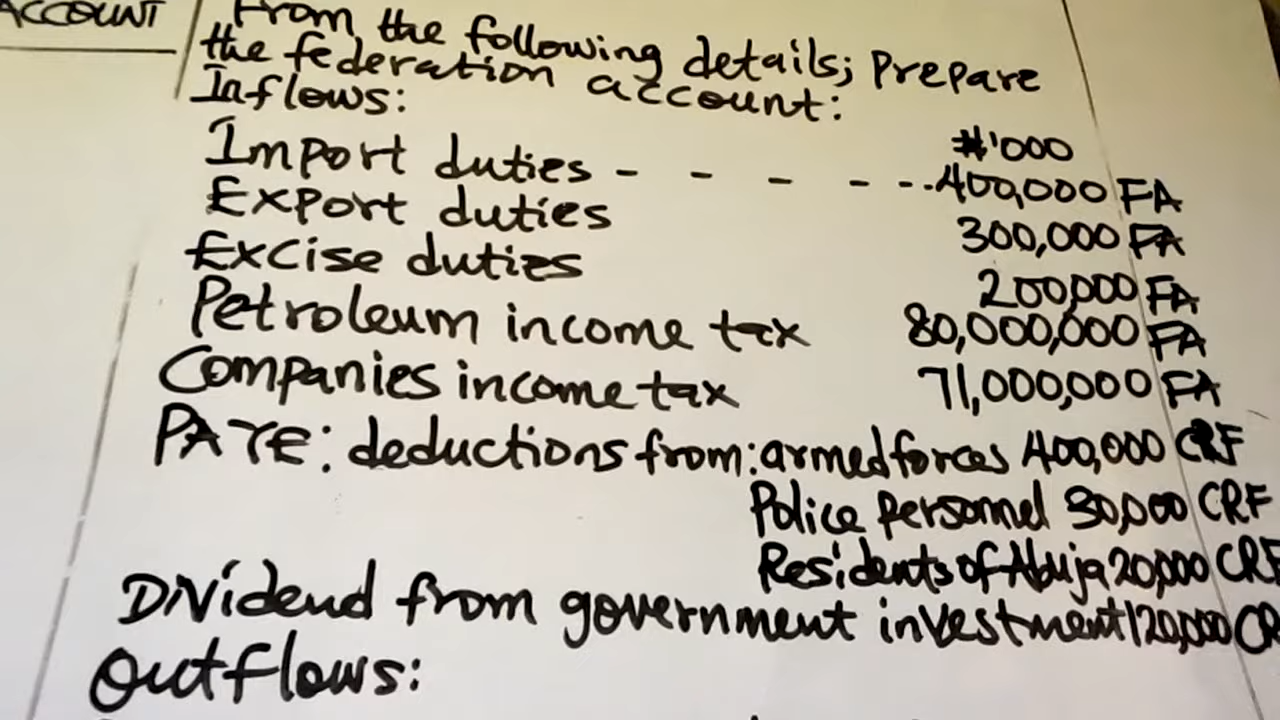 ACCOUNT
From the following details; Prepare
the federation account:
Inflows:
#'000
Import duties - - - - -- 400,000 FA
Export duties 300,000 FA
Excise duties 200,000 FA
Petroleum income tax 80,000,000 FA
Companies income tax 71,000,000 FA
PAYE: deductions from: armed forces 400,000 CRF
Police personnel 30,000 CRF
Residents of Abuja 20,000 CRF
Dividend from government investment 120,000 CR
Outflows: